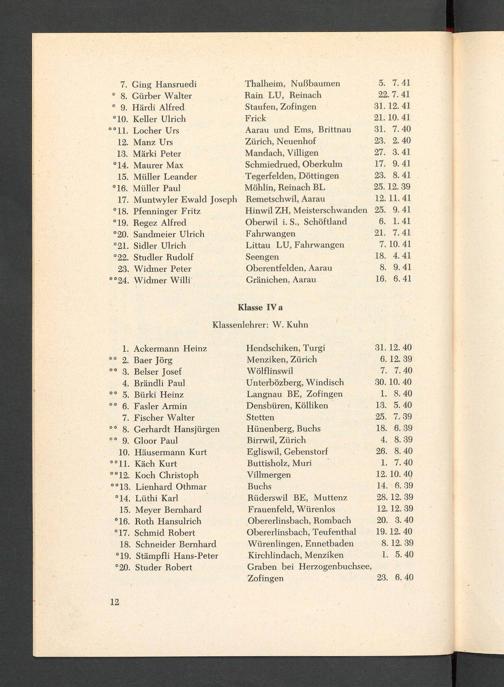 7. Ging Hansruedi Thalheim, Nußbaumen 5. 7. 41
° 8. Gürber Walter Rain LU, Reinach 22. 7. 41
° 9. Härdi Alfred Staufen, Zofingen 31. 12. 41
°10. Keller Ulrich Frick 21. 10. 41
°°11. Locher Urs Aarau und Ems, Brittnau 31. 7. 40
12. Manz Urs Zürich, Neuenhof 23. 2. 40
13. Märki Peter Mandach, Villigen 27. 3. 41
°14. Maurer Max Schmiedrued, Oberkulm 17. 9. 41
15. Müller Leander Tegerfelden, Döttingen 23. 8. 41
°16. Müller Paul Möhlin, Reinach BL 25. 12. 39
17. Muntwyler Ewald Joseph Remetschwil, Aarau 12. 11. 41
°18. Pfenninger Fritz Hinwil ZH, Meisterschwanden 25. 9. 41
°19. Regez Alfred Oberwil i. S., Schöftland 6. 1. 41
°20. Sandmeier Ulrich Fahrwangen 21. 7. 41
°21. Sidler Ulrich Littau LU, Fahrwangen 7. 10. 41
°22. Studler Rudolf Seengen 18. 4. 41
23. Widmer Peter Oberentfelden, Aarau 8. 9. 41
°°24. Widmer Willi Gränichen, Aarau 16. 6. 41
Klasse IV a
Klassenlehrer: W. Kuhn
1. Ackermann Heinz Hendschiken, Turgi 31. 12. 40
°° 2. Baer Jörg Menziken, Zürich 6. 12. 39
°° 3. Belser Josef Wölflinswil 7. 7. 40
4. Brändli Paul Unterbözberg, Windisch 30. 10. 40
°° 5. Bürki Heinz Langnau BE, Zofingen 1. 8. 40
°° 6. Fasler Armin Densbüren, Kölliken 13. 5. 40
7. Fischer Walter Stetten 25. 7. 39
°° 8. Gerhardt Hansjürgen Hünenberg, Buchs 18. 6. 39
°° 9. Gloor Paul Birrwil, Zürich 4. 8. 39
10. Häusermann Kurt Egliswil, Gebenstorf 26. 8. 40
°°11. Käch Kurt Buttisholz, Muri 1. 7. 40
°°12. Koch Christoph Villmergen 12. 10. 40
°°13. Lienhard Othmar Buchs 14. 6. 39
°14. Lüthi Karl Rüderswil BE, Muttenz 28. 12. 39
15. Meyer Bernhard Frauenfeld, Würenlos 12. 12. 39
°16. Roth Hansulrich Obererlinsbach, Rombach 20. 3. 40
°17. Schmid Robert Obererlinsbach, Teufenthal 19. 12. 40
18. Schneider Bernhard Würenlingen, Ennetbaden 8. 12. 39
°19. Stämpfli Hans-Peter Kirchlindach, Menziken 1. 5. 40
°20. Studer Robert Graben bei Herzogenbuchsee,
Zofingen 23. 6. 40
12